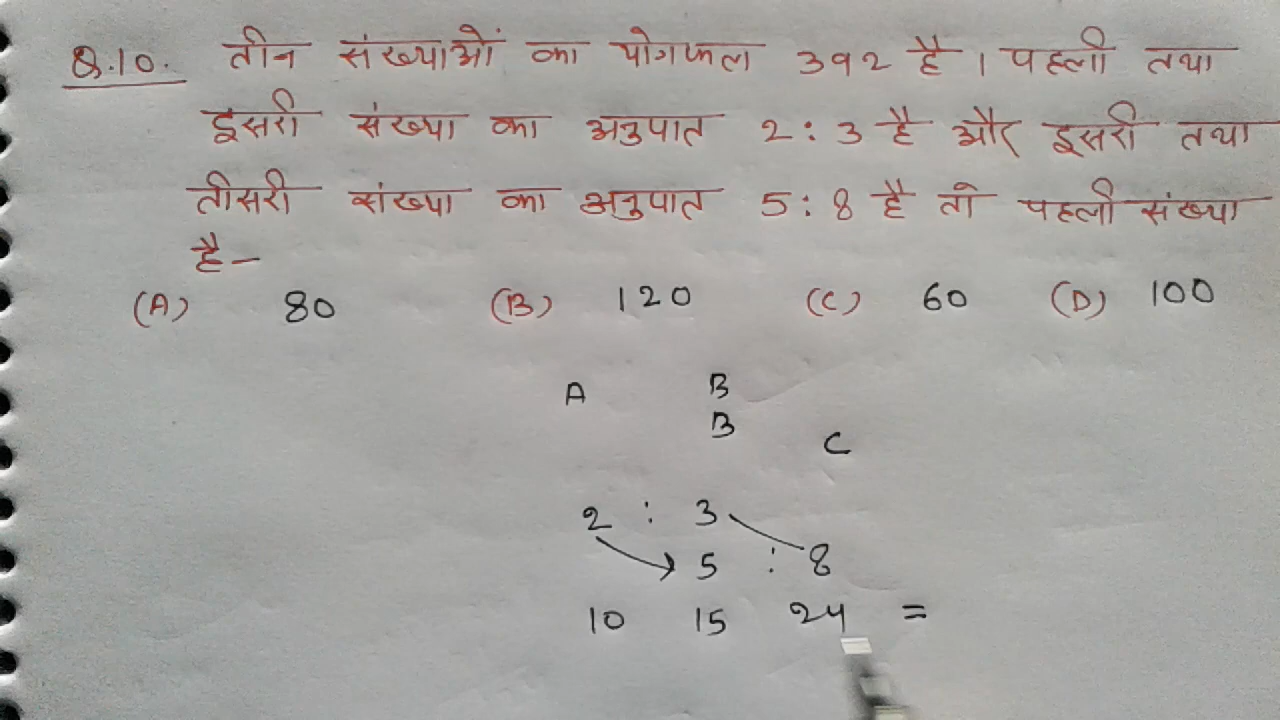 Q.10. तीन संख्याओं का योगफल 392 है । पहली तथा
दुसरी संख्या का अनुपात 2 : 3 है और दुसरी तथा
तीसरी संख्या का अनुपात 5 : 8 है तो पहली संख्या
है –
(A) 80 (B) 120 (C) 60 (D) 100
A B
B C
2 : 3
5 : 8
10 15 24 =